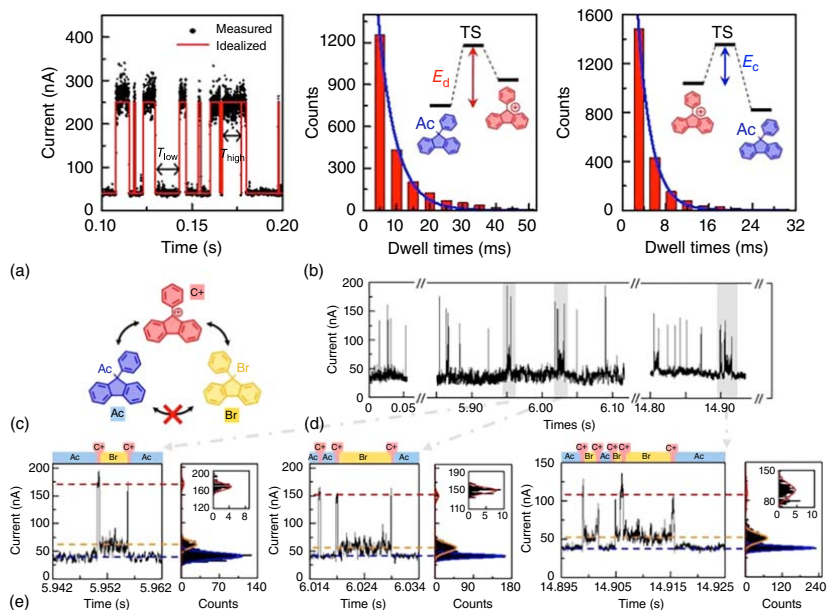 Measured
Idealized
Current (nA)
400
300
200
100
0
T low
T high
0.10
0.15
0.20
Time (s)
Counts
1200
900
600
300
0
TS
E d
Ac
0 10 20 30 40 50
Dwell times (ms)
Counts
1600
1200
800
400
0
TS
E c
Ac
0 8 16 24 32
Dwell times (ms)
(a)
(b)
C+
Ac
Br
Ac
Br
Current (nA)
200
150
100
50
0
0 0.05 5.90 6.00 6.10 14.80 14.90
Times (s)
(c)
(d)
C+ C+
Ac Br Ac
Current (nA)
200
150
100
50
0
5.942 5.952 5.962
Time (s)
200
180
160
0 4 8
0 70 140
Counts
C+ C+ C+
Ac Ac Br Ac
Current (nA)
200
150
100
50
0
6.014 6.024 6.034
Time (s)
190
150
110
0 5 10
0 90 180
Counts
C+ C+ C+ C+ C+
Ac Br Ac Br Br Ac
Current (nA)
150
100
50
0
14.895 14.905 14.915 14.925
Time (s)
150
80
0 5 10
0 120 240
Counts
(e)